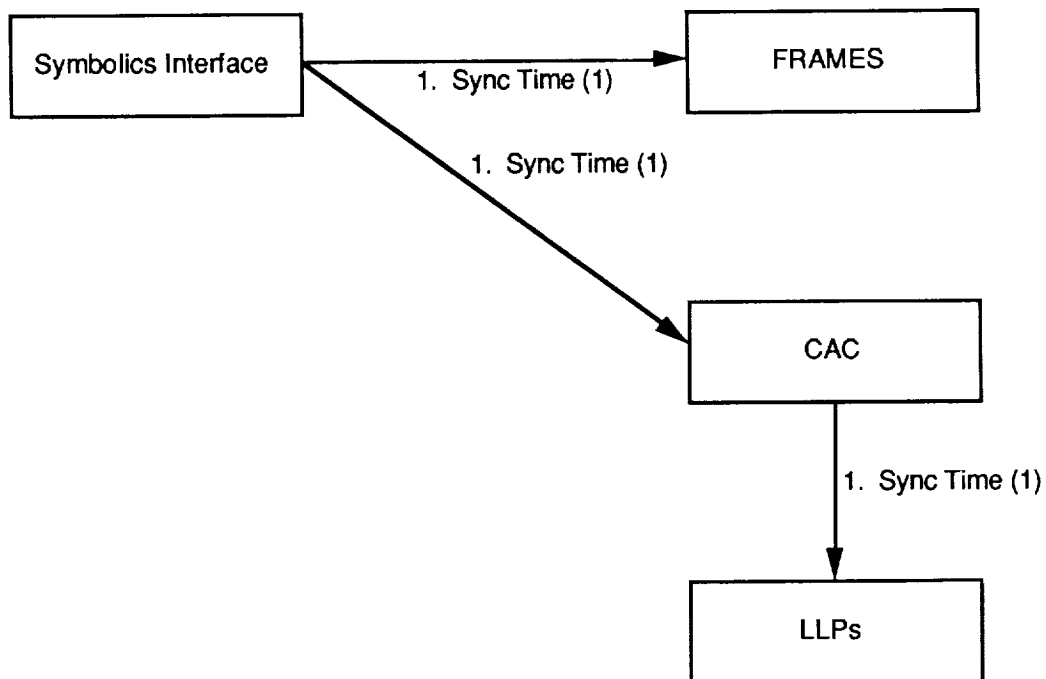 Symbolics Interface
FRAMES
1. Sync Time (1)
1. Sync Time (1)
CAC
1. Sync Time (1)
LLPs